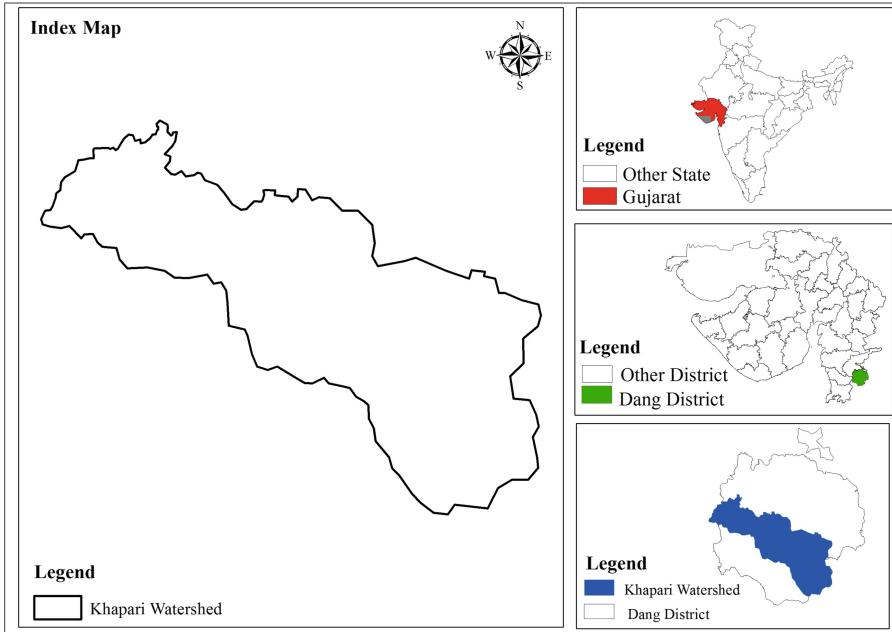 Index Map
N
W
E
S
Legend
Khapari Watershed
Legend
Other State
Gujarat
Legend
Other District
Dang District
Legend
Khapari Watershed
Dang District